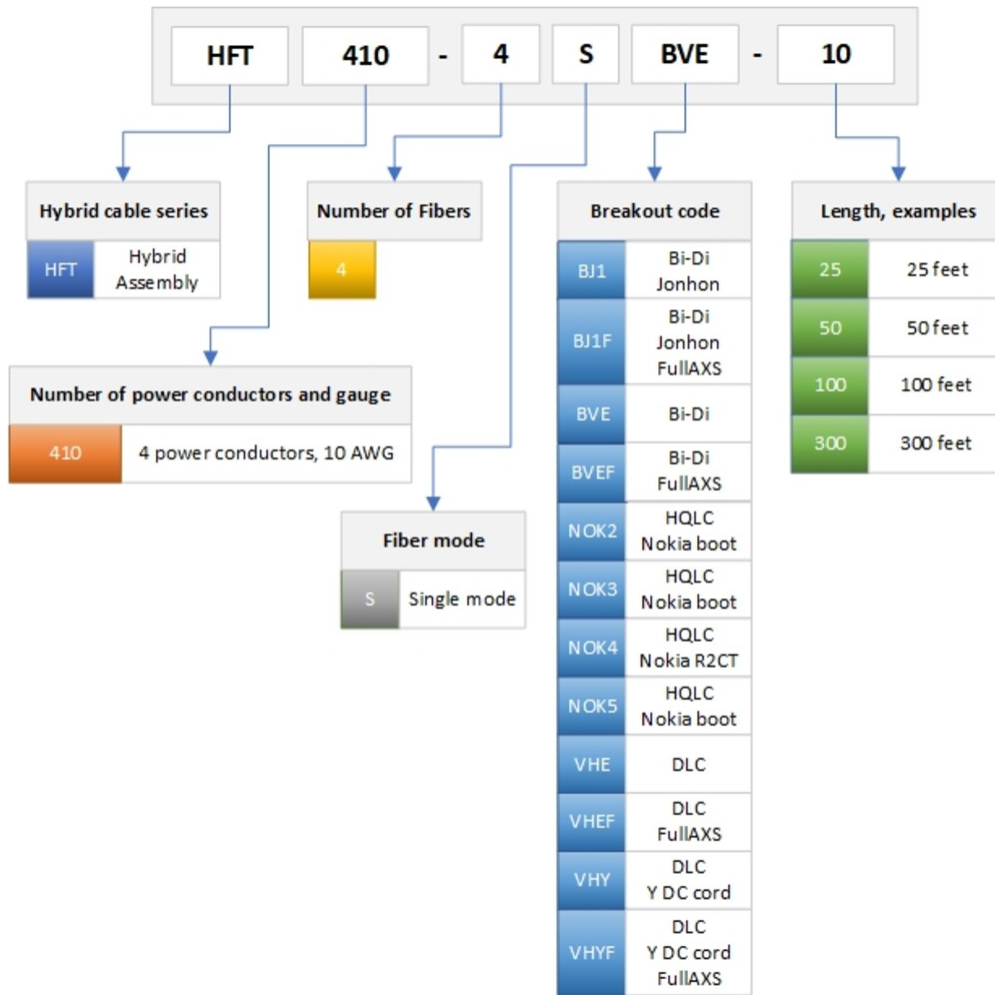 HFT 410 - 4 S BVE - 10
Hybrid cable series
HFT Hybrid
Assembly
Number of Fibers
4
Number of power conductors and gauge
410 4 power conductors, 10 AWG
Fiber mode
S Single mode
Breakout code
BJ1 Bi-Di
Jonhon
BJ1F Bi-Di
Jonhon
FullAXS
BVE Bi-Di
BVEF Bi-Di
FullAXS
NOK2 HQLC
Nokia boot
NOK3 HQLC
Nokia boot
NOK4 HQLC
Nokia R2CT
NOK5 HQLC
Nokia boot
VHE DLC
VHEF DLC
FullAXS
VHY DLC
Y DC cord
VHYF DLC
Y DC cord
FullAXS
Length, examples
25 25 feet
50 50 feet
100 100 feet
300 300 feet